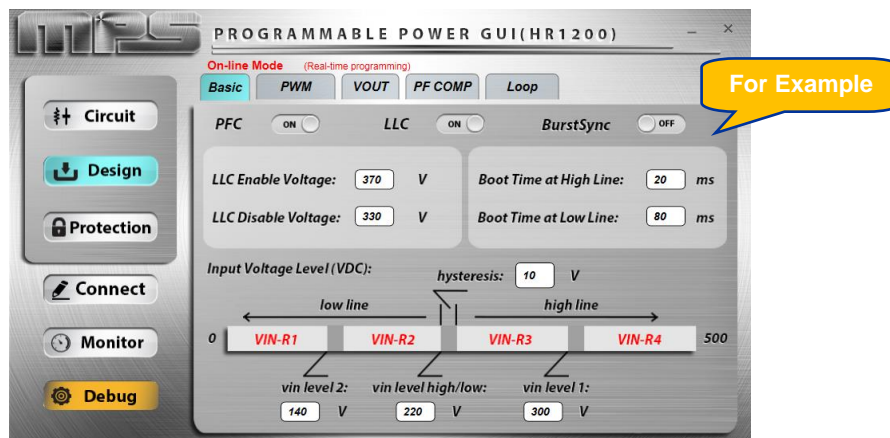 MPS
PROGRAMMABLE POWER GUI(HR1200)
On-line Mode (Real-time programming)
Basic PWM VOUT PF COMP Loop
For Example
Circuit
Design
Protection
Connect
Monitor
Debug
PFC ON LLC ON BurstSync OFF
LLC Enable Voltage: 370 V Boot Time at High Line: 20 ms
LLC Disable Voltage: 330 V Boot Time at Low Line: 80 ms
Input Voltage Level (VDC): hysteresis: 10 V
low line high line
0 VIN-R1 VIN-R2 VIN-R3 VIN-R4 500
vin level 2: vin level high/low: vin level 1:
140 V 220 V 300 V